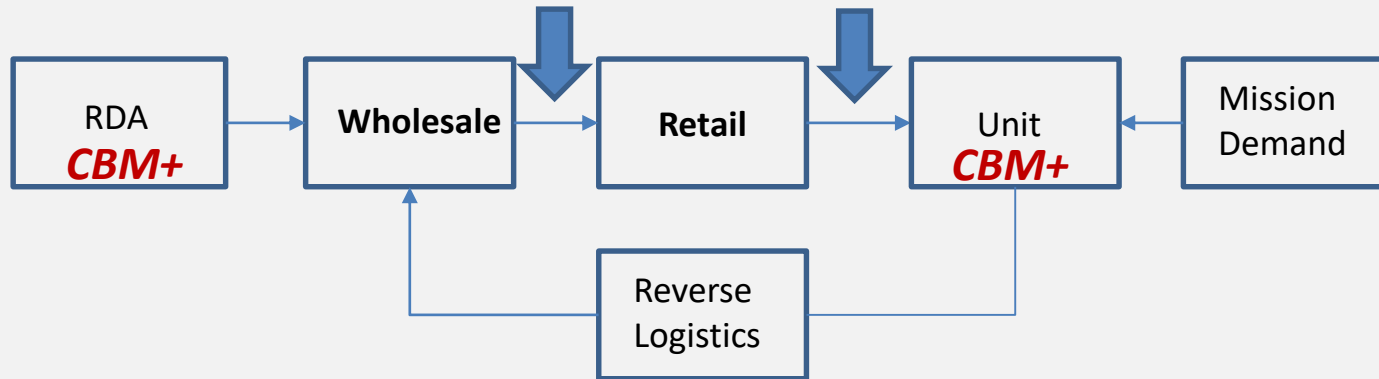 RDA
CBM+
Wholesale
Retail
Unit
CBM+
Mission
Demand
Reverse
Logistics